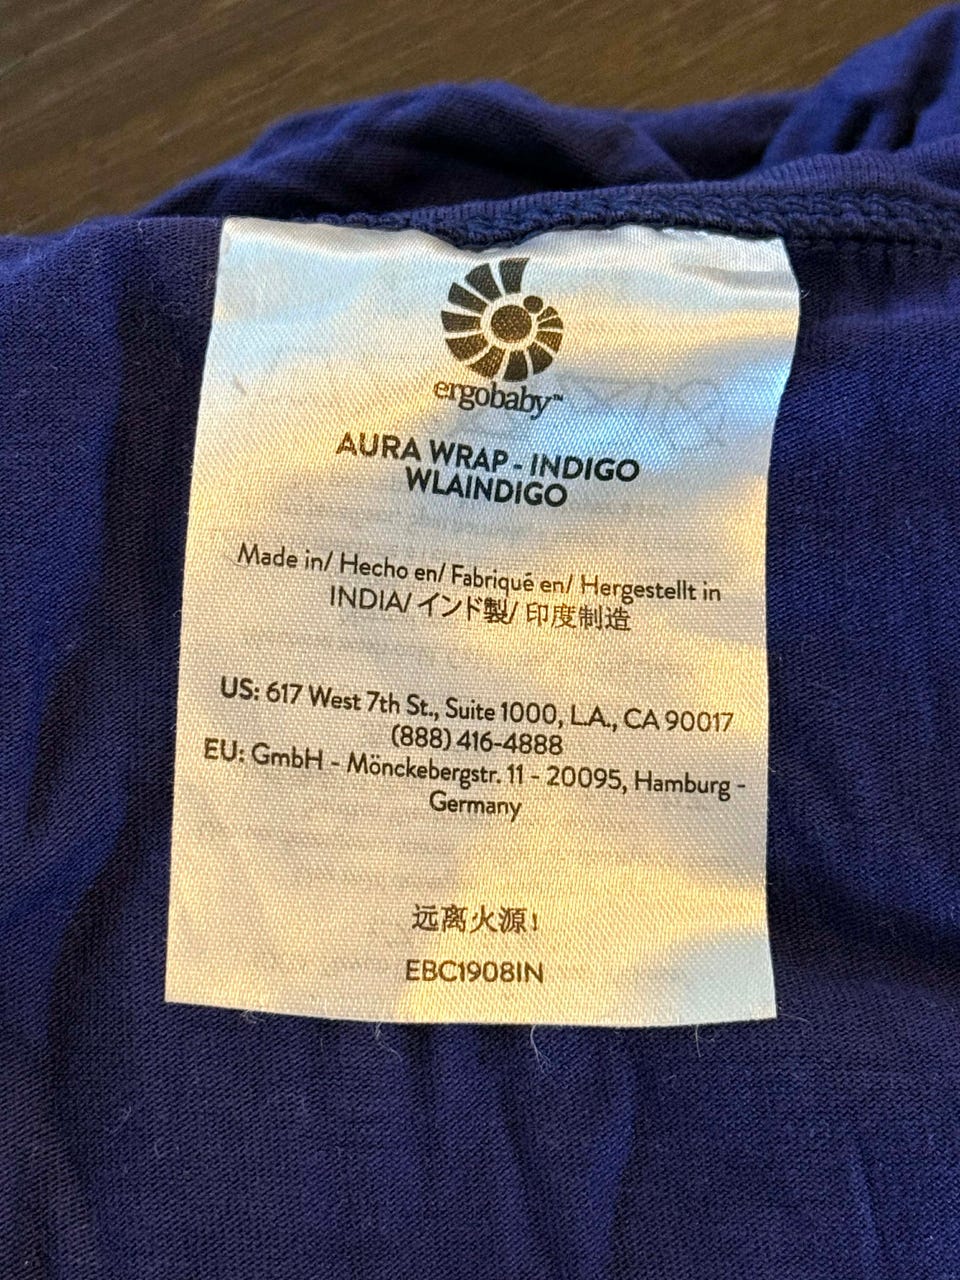 ergobaby™
AURA WRAP - INDIGO
WLAINDIGO
Made in/ Hecho en/ Fabriqué en/ Hergestellt in
INDIA/ インド製/ 印度制造
US: 617 West 7th St., Suite 1000, L.A., CA 90017
(888) 416-4888
EU: GmbH - Mönckebergstr. 11 - 20095, Hamburg -
Germany
远离火源!
EBC1908IN